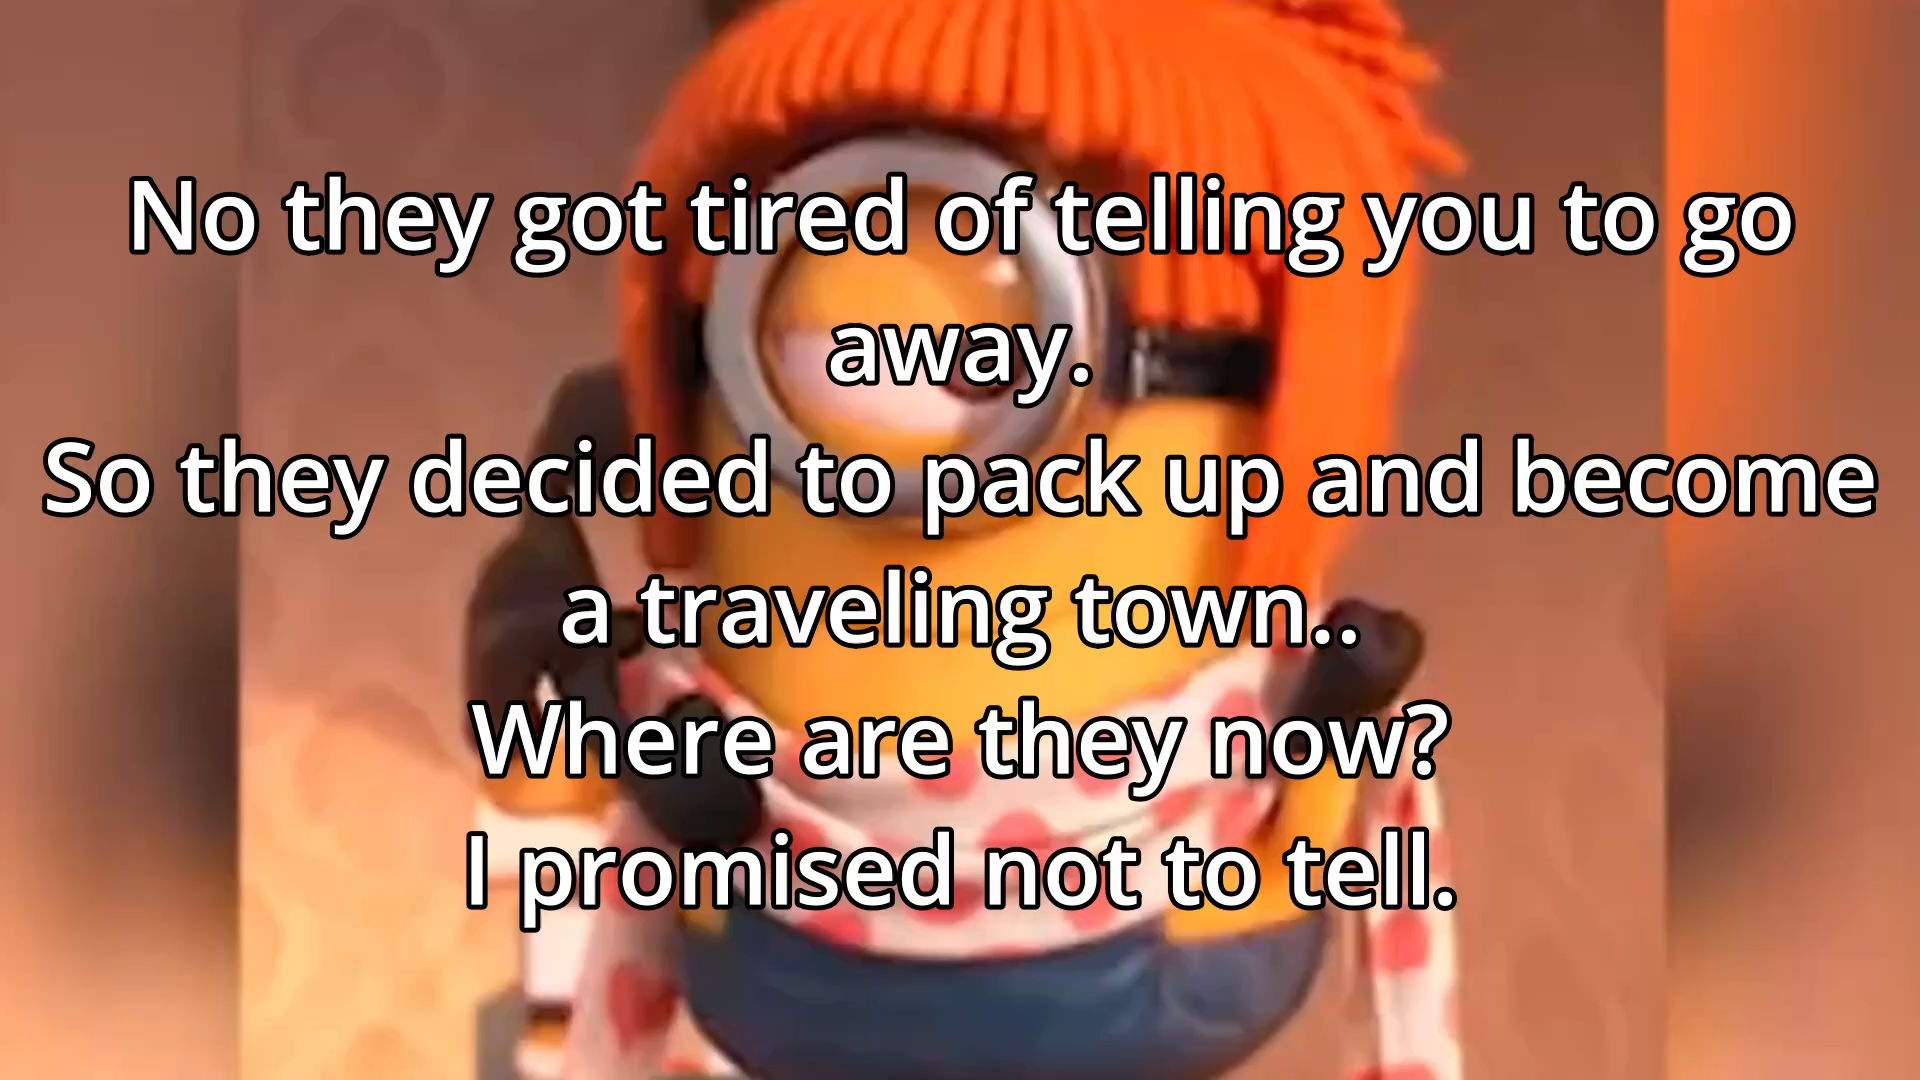 No they got tired of telling you to go
away.
So they decided to pack up and become
a traveling town..
Where are they now?
I promised not to tell.